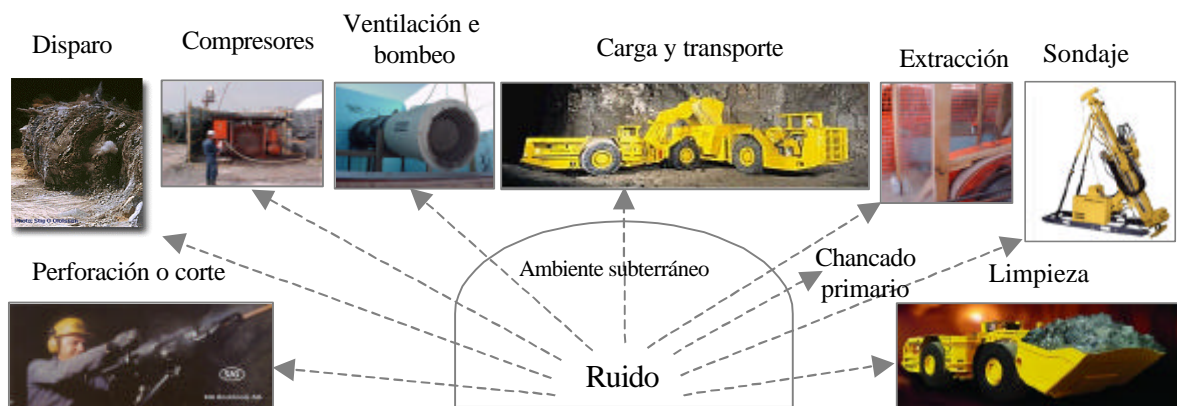 Disparo
Compresores
Ventilación e
bombeo
Carga y transporte
Extracción
Sondaje
Perforación o corte
Ambiente subterráneo
Chancado
primario
Limpieza
Ruido